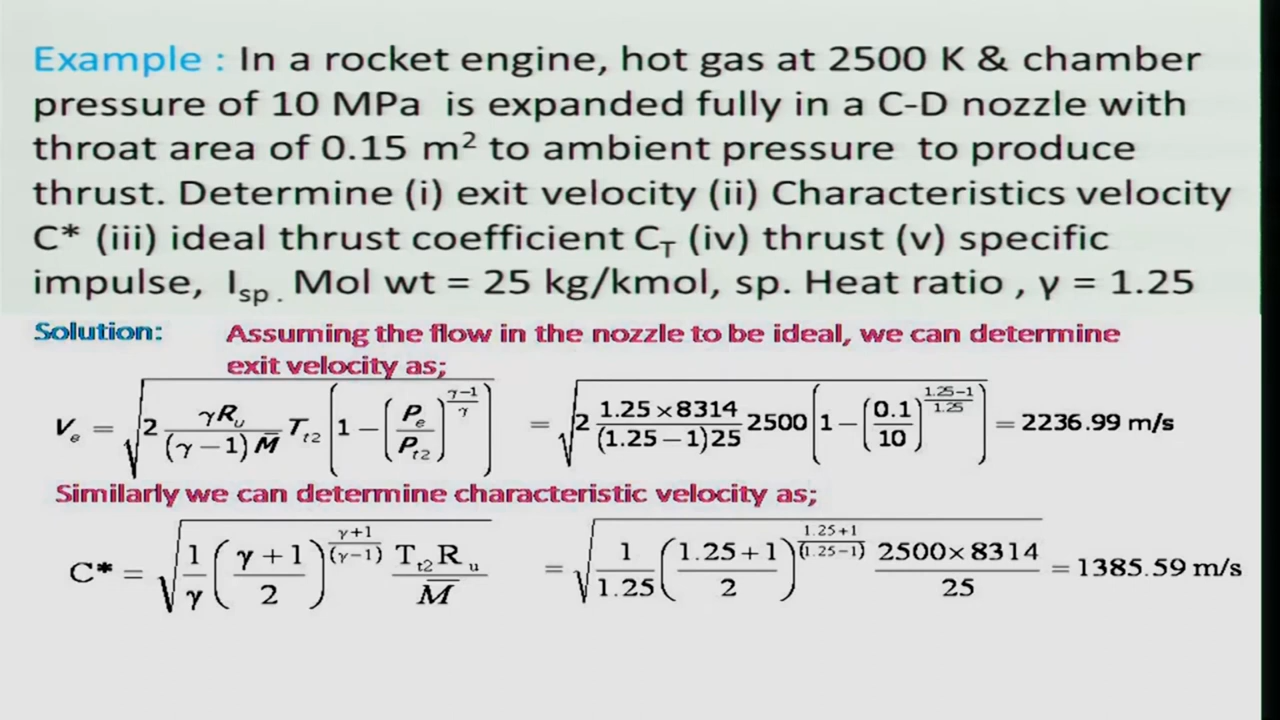 Example : In a rocket engine, hot gas at 2500 K & chamber
pressure of 10 MPa is expanded fully in a C-D nozzle with
throat area of 0.15 m² to ambient pressure to produce
thrust. Determine (i) exit velocity (ii) Characteristics velocity
C* (iii) ideal thrust coefficient C_T (iv) thrust (v) specific
impulse, I_sp . Mol wt = 25 kg/kmol, sp. Heat ratio , γ = 1.25
Solution: Assuming the flow in the nozzle to be ideal, we can determine
exit velocity as;
V_e = √(2 γR_u/((γ−1) M̄) T_t2 [1 − (P_e/P_t2)^((γ−1)/γ)]) = √(2 (1.25×8314)/((1.25−1)25) 2500 [1 − (0.1/10)^((1.25−1)/1.25)]) = 2236.99 m/s
Similarly we can determine characteristic velocity as;
C* = √(1/γ ((γ+1)/2)^((γ+1)/(γ−1)) T_t2 R_u/M̄) = √(1/1.25 ((1.25+1)/2)^((1.25+1)/(1.25−1)) (2500×8314)/25) = 1385.59 m/s